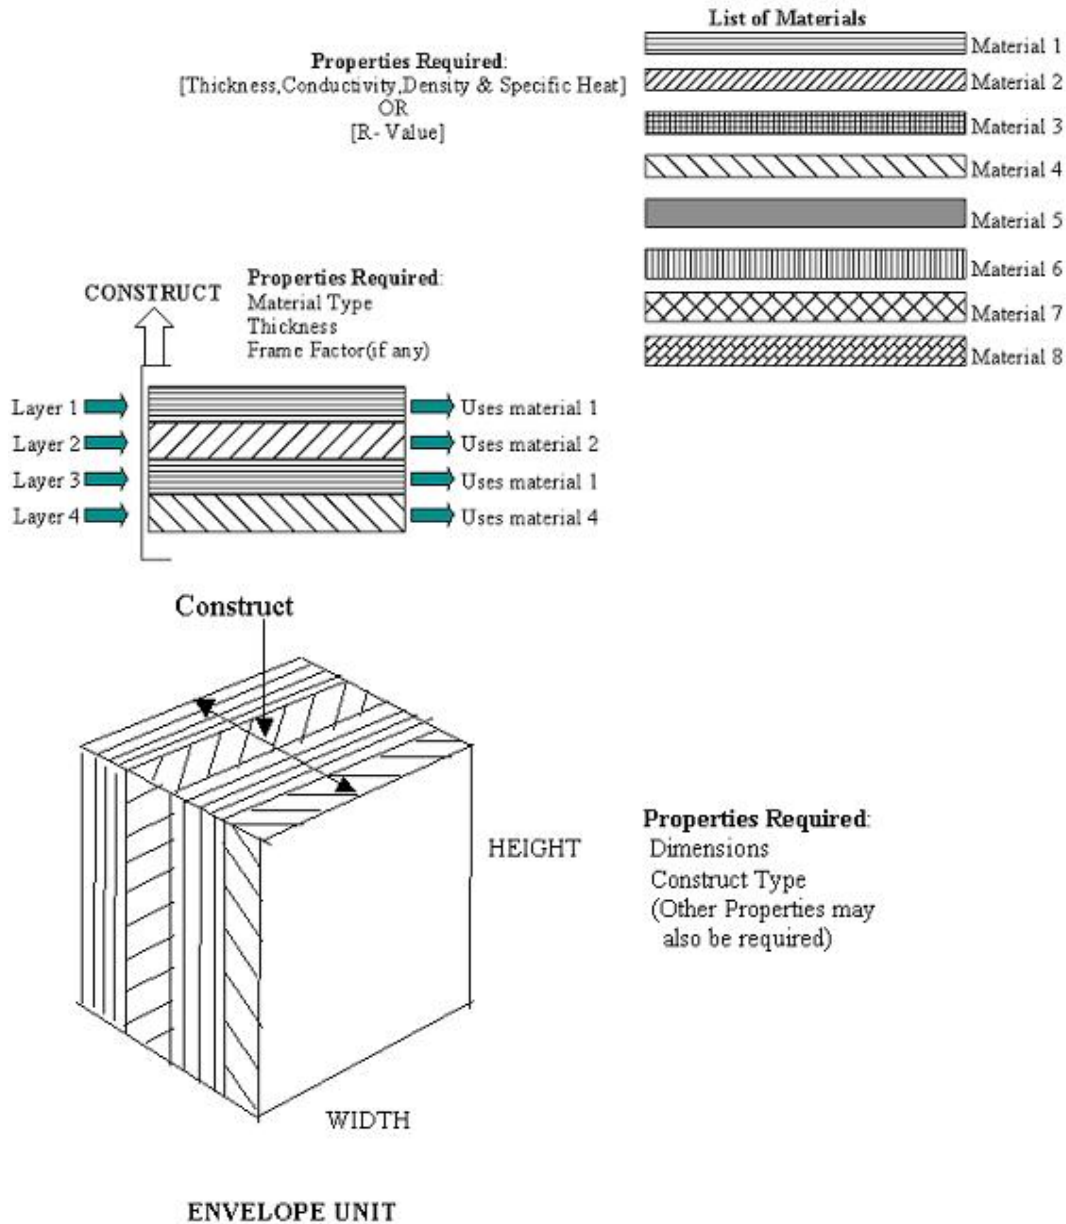 List of Materials
Material 1
Material 2
Material 3
Material 4
Material 5
Material 6
Material 7
Material 8
Properties Required:
[Thickness,Conductivity,Density & Specific Heat]
OR
[R- Value]
CONSTRUCT
Properties Required:
Material Type
Thickness
Frame Factor(if any)
Layer 1
Uses material 1
Layer 2
Uses material 2
Layer 3
Uses material 1
Layer 4
Uses material 4
Construct
HEIGHT
WIDTH
Properties Required:
Dimensions
Construct Type
(Other Properties may
also be required)
ENVELOPE UNIT